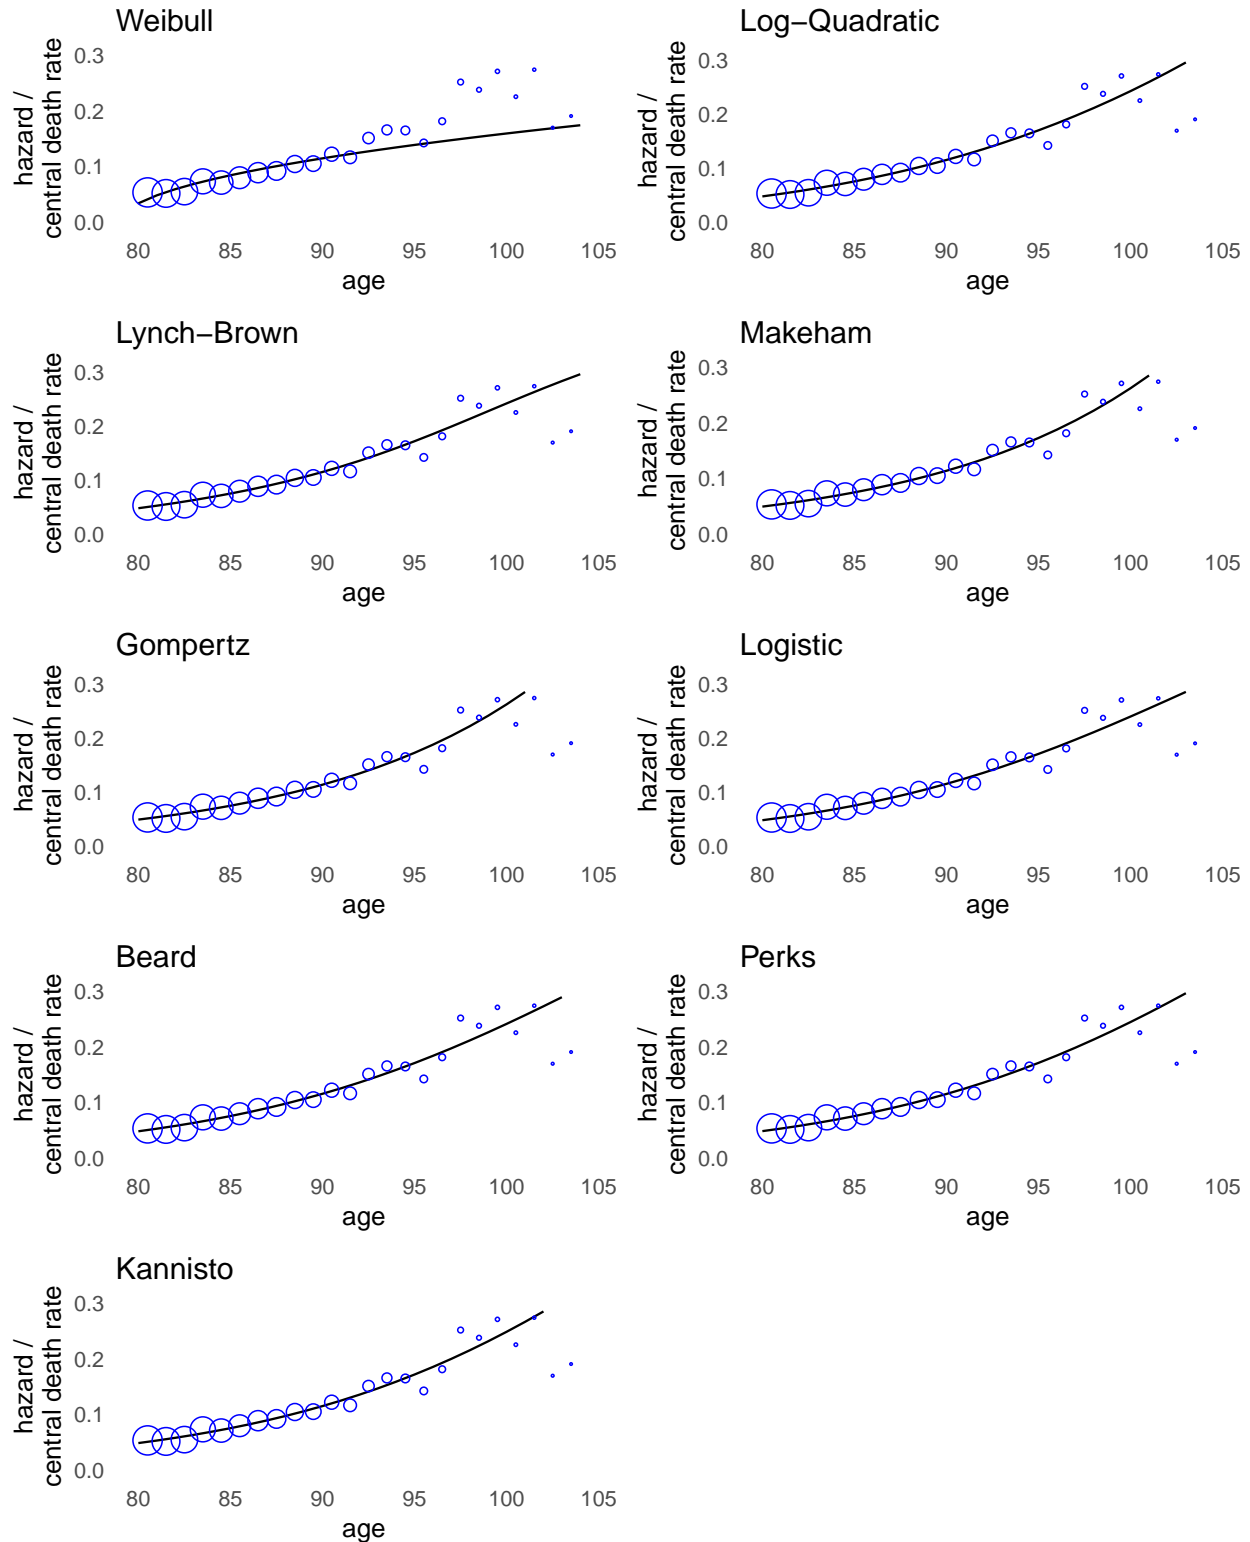 Weibull
hazard /
central death rate
0.3
0.2
0.1
0.0
80 85 90 95 100 105
age
Log−Quadratic
hazard /
central death rate
0.3
0.2
0.1
0.0
80 85 90 95 100 105
age
Lynch−Brown
hazard /
central death rate
0.3
0.2
0.1
0.0
80 85 90 95 100 105
age
Makeham
hazard /
central death rate
0.3
0.2
0.1
0.0
80 85 90 95 100 105
age
Gompertz
hazard /
central death rate
0.3
0.2
0.1
0.0
80 85 90 95 100 105
age
Logistic
hazard /
central death rate
0.3
0.2
0.1
0.0
80 85 90 95 100 105
age
Beard
hazard /
central death rate
0.3
0.2
0.1
0.0
80 85 90 95 100 105
age
Perks
hazard /
central death rate
0.3
0.2
0.1
0.0
80 85 90 95 100 105
age
Kannisto
hazard /
central death rate
0.3
0.2
0.1
0.0
80 85 90 95 100 105
age